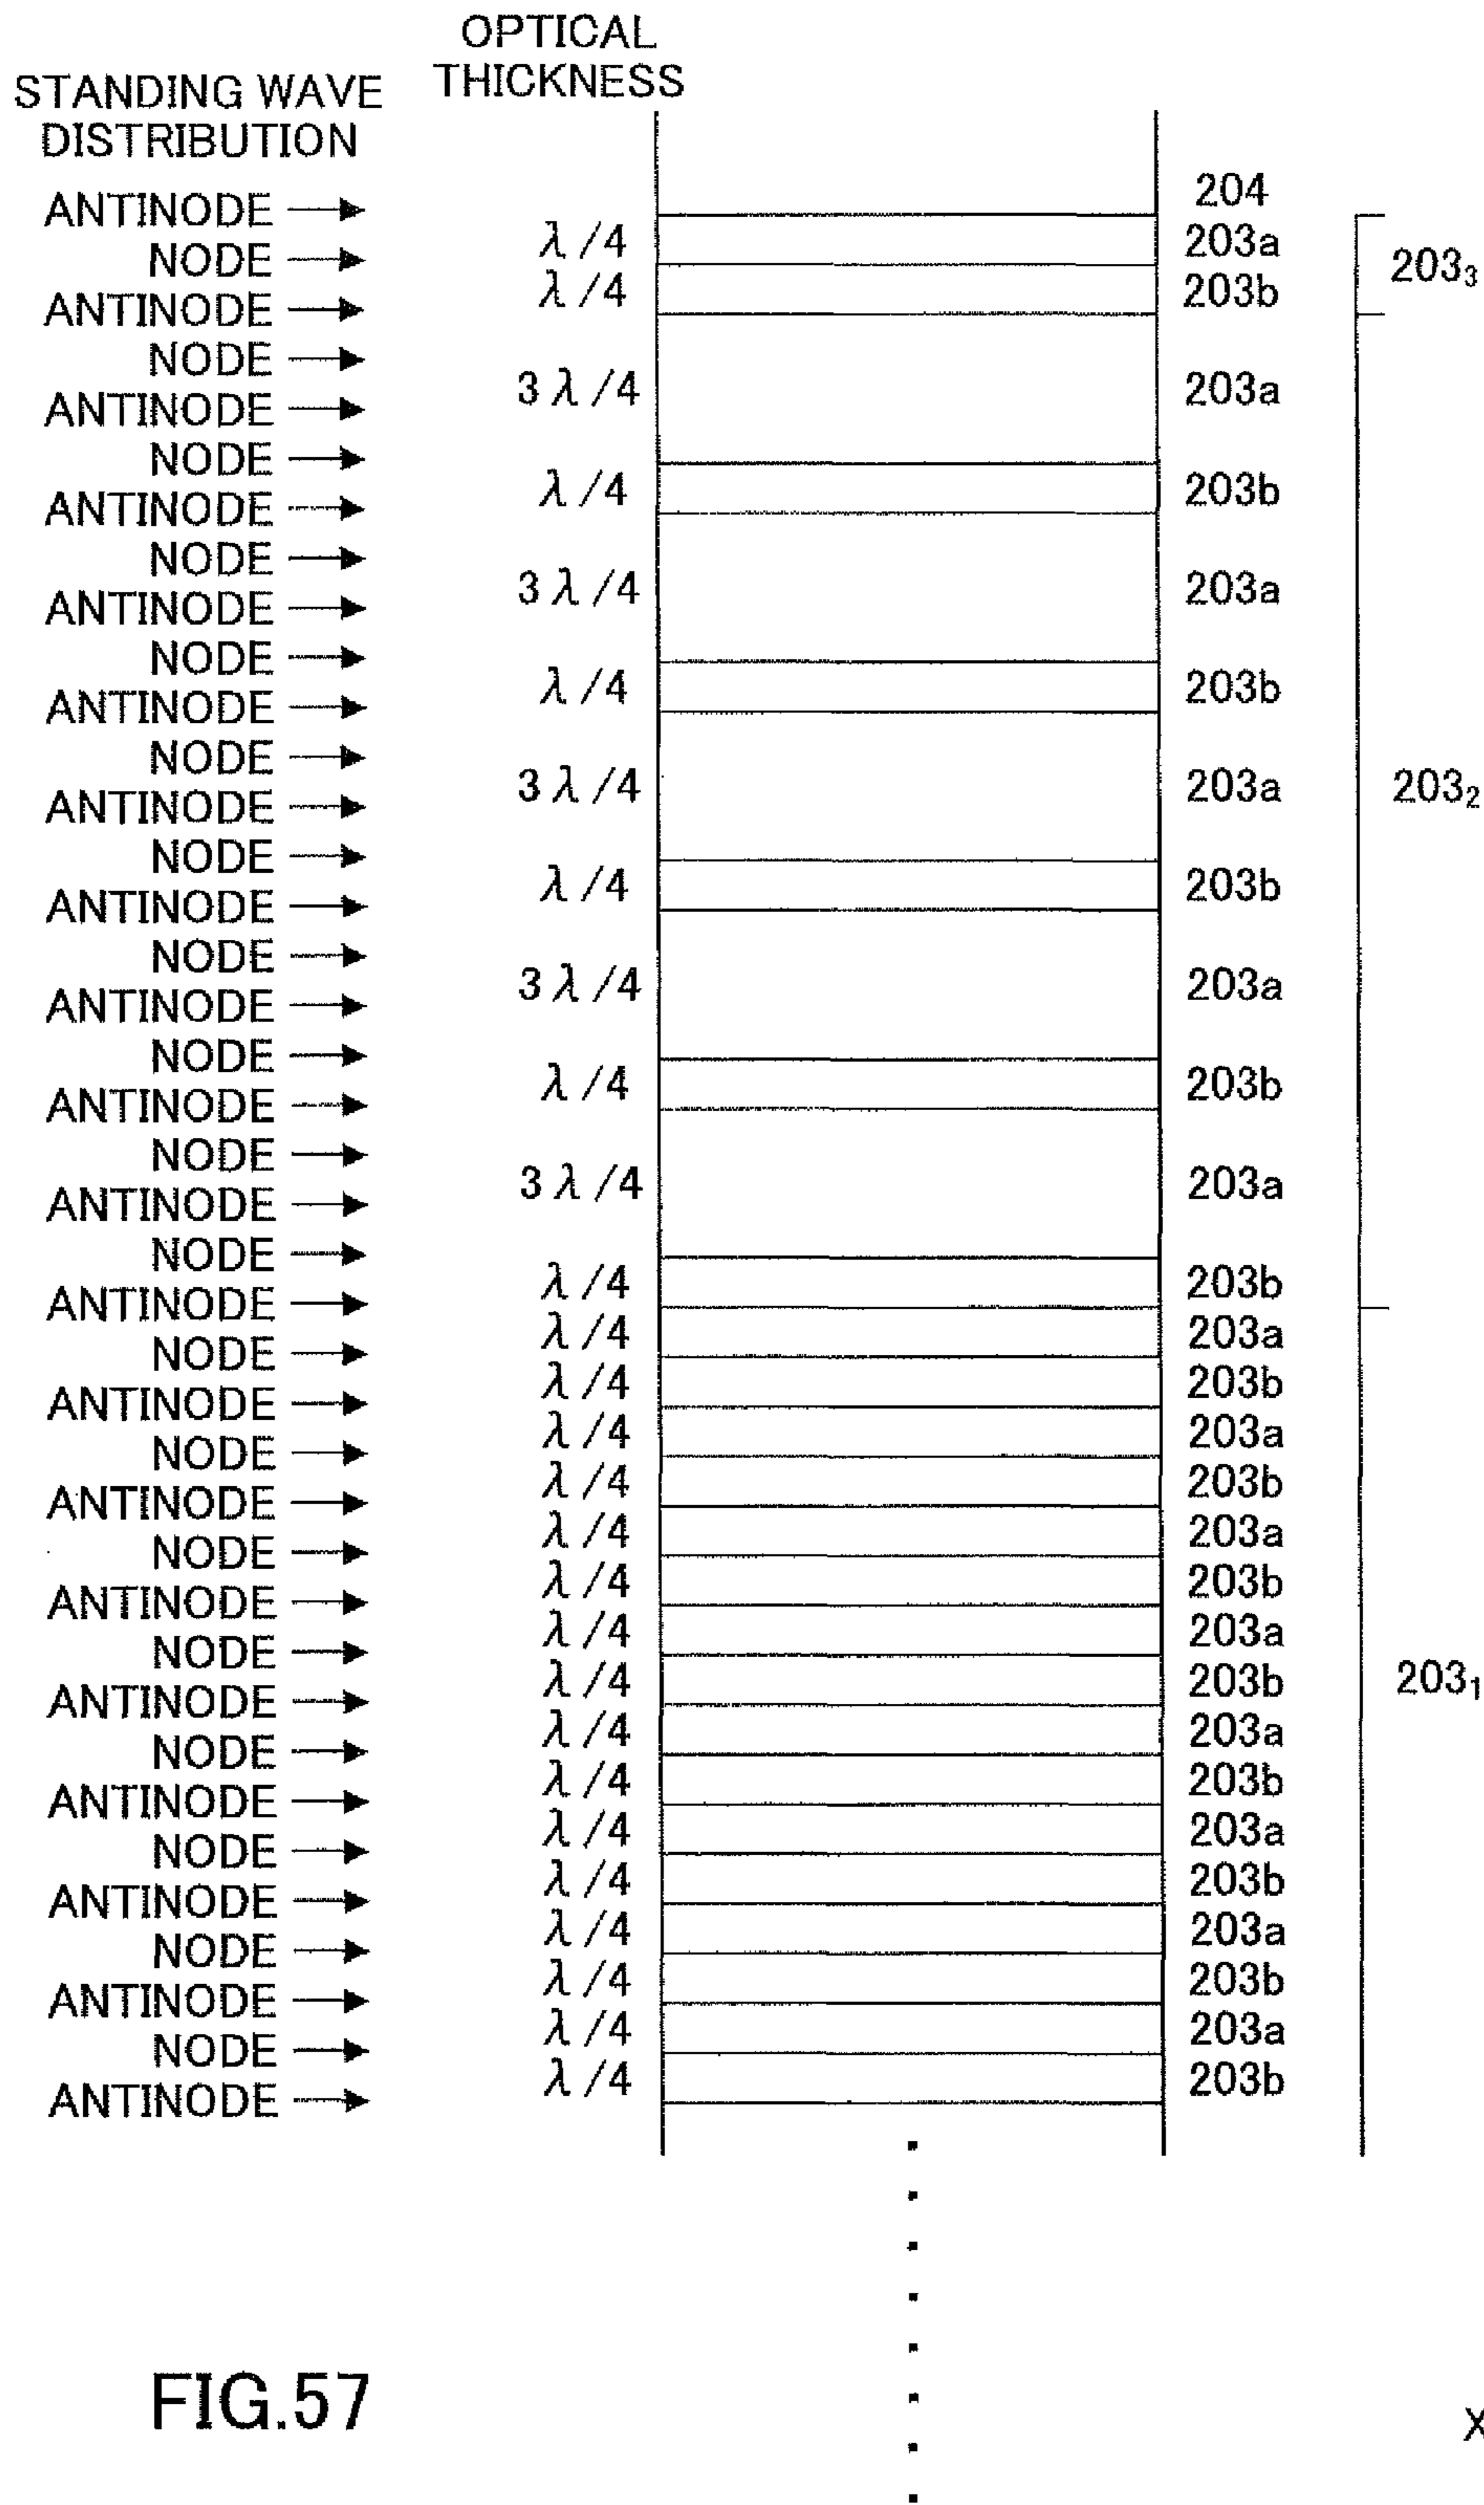 OPTICAL
THICKNESS
STANDING WAVE
DISTRIBUTION
204
ANTINODE
λ/4 203a
NODE 203₃
λ/4 203b
ANTINODE
NODE
3λ/4 203a
ANTINODE
NODE
λ/4 203b
ANTINODE
NODE
3λ/4 203a
ANTINODE
NODE
λ/4 203b
ANTINODE
NODE
3λ/4 203a 203₂
ANTINODE
NODE
λ/4 203b
ANTINODE
NODE
3λ/4 203a
ANTINODE
NODE
λ/4 203b
ANTINODE
NODE
3λ/4 203a
ANTINODE
NODE
λ/4 203b
ANTINODE
λ/4 203a
NODE
λ/4 203b
ANTINODE
λ/4 203a
NODE
λ/4 203b
ANTINODE
λ/4 203a
NODE
λ/4 203b
ANTINODE
λ/4 203a
NODE
λ/4 203b 203₁
ANTINODE
λ/4 203a
NODE
λ/4 203b
ANTINODE
λ/4 203a
NODE
λ/4 203b
ANTINODE
λ/4 203a
NODE
λ/4 203b
ANTINODE
λ/4 203a
NODE
λ/4 203b
ANTINODE
FIG.57
X